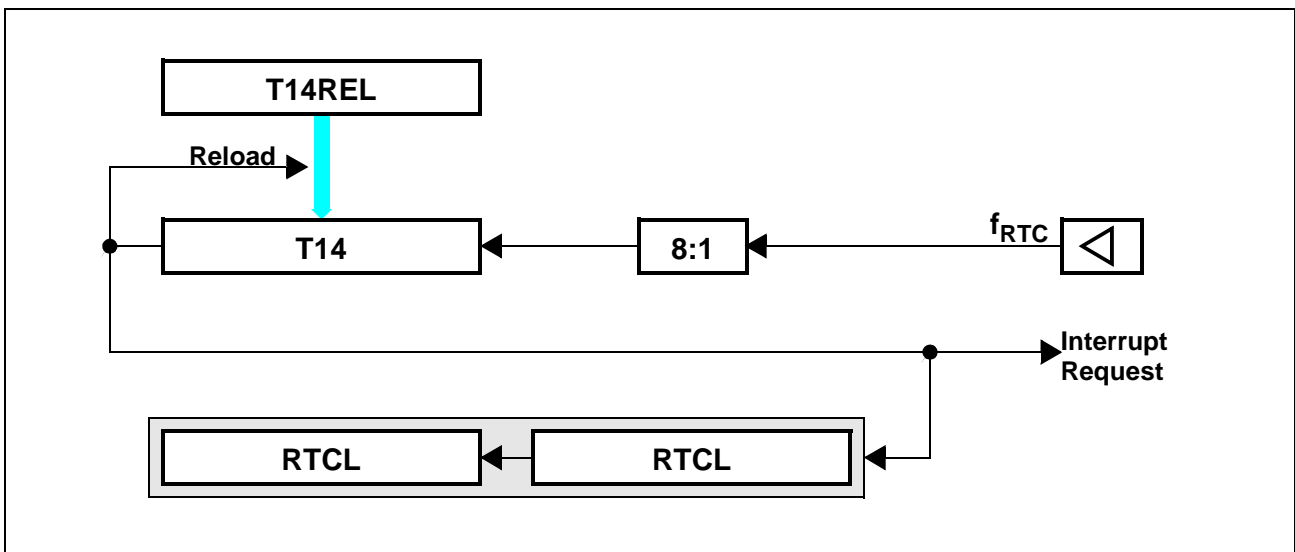 T14REL
Reload
T14
8:1
fRTC
Interrupt
Request
RTCL
RTCL